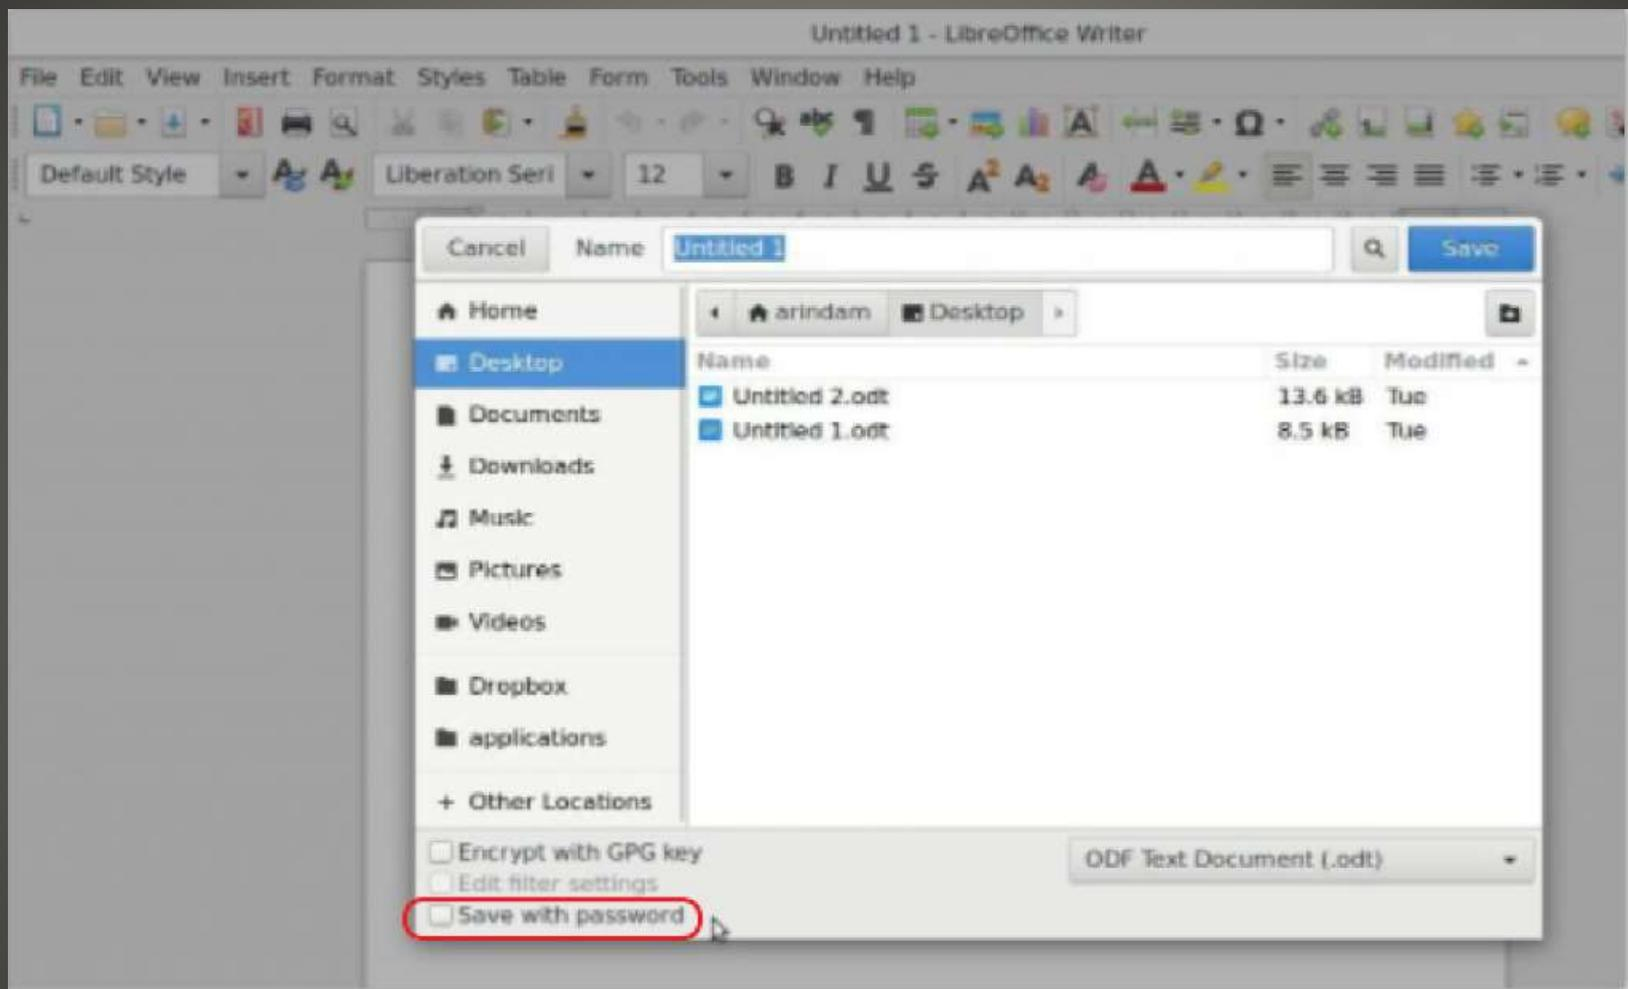 Untitled 1 - LibreOffice Writer
File Edit View Insert Format Styles Table Form Tools Window Help
Default Style Liberation Seri 12
Cancel Name Untitled 1 Save
Home
arindam Desktop
Desktop
Name Size Modified
Untitled 2.odt 13.6 kB Tue
Documents
Untitled 1.odt 8.5 kB Tue
Downloads
Music
Pictures
Videos
Dropbox
applications
Other Locations
Encrypt with GPG key
ODF Text Document (.odt)
Edit filter settings
Save with password